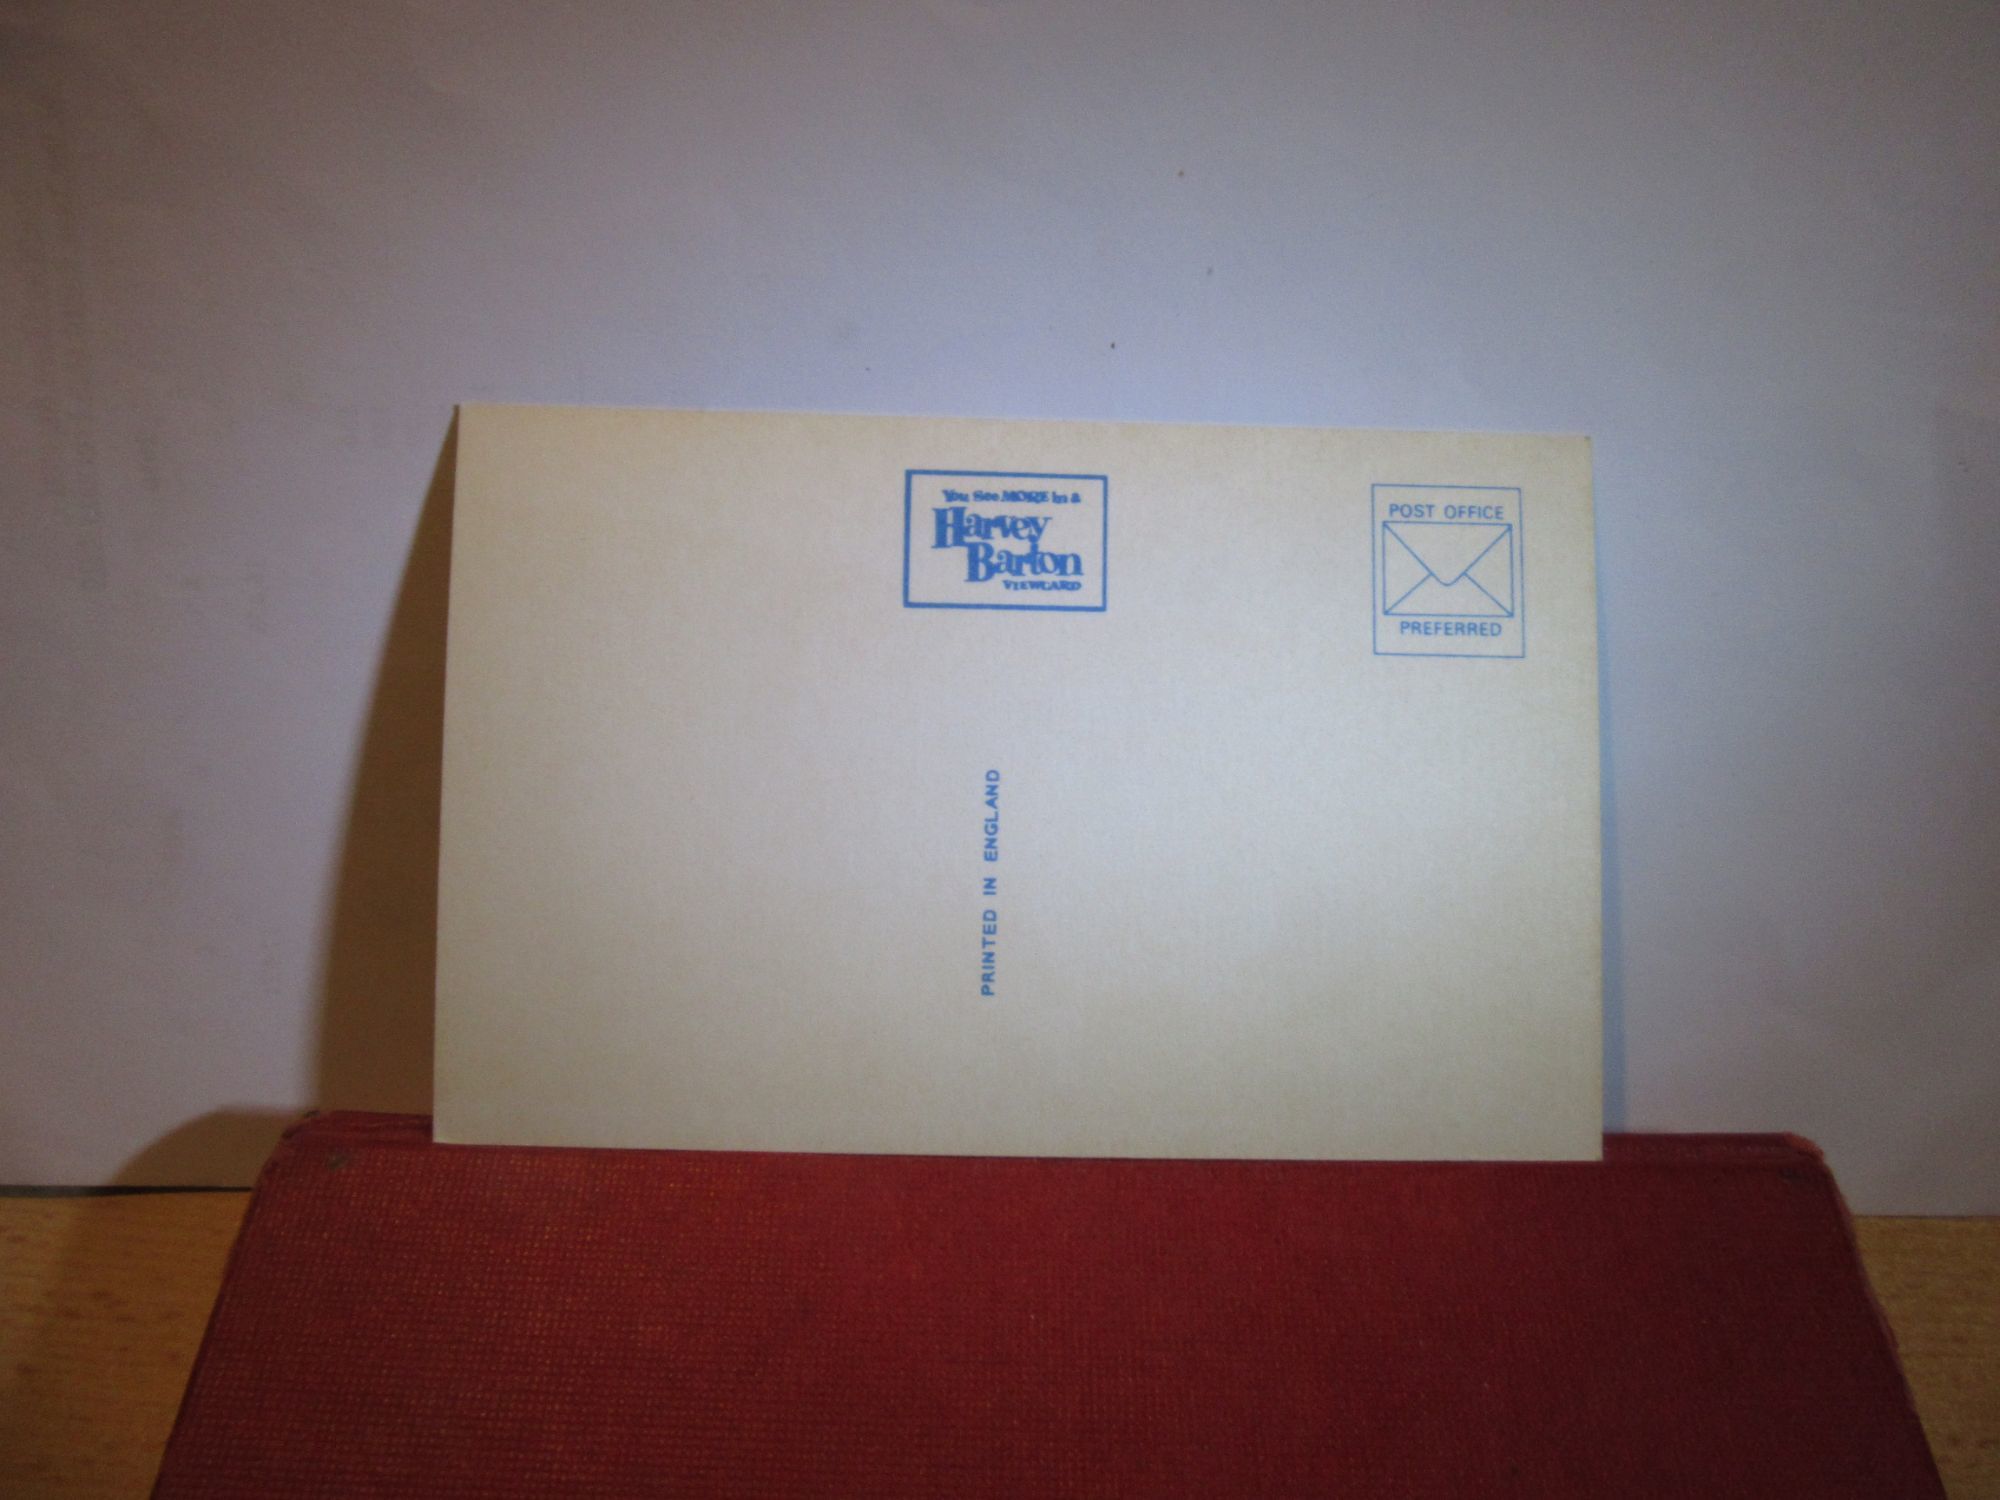 You See MORE in a
Harvey
Barton
VIEWCARD
POST OFFICE
PREFERRED
PRINTED IN ENGLAND